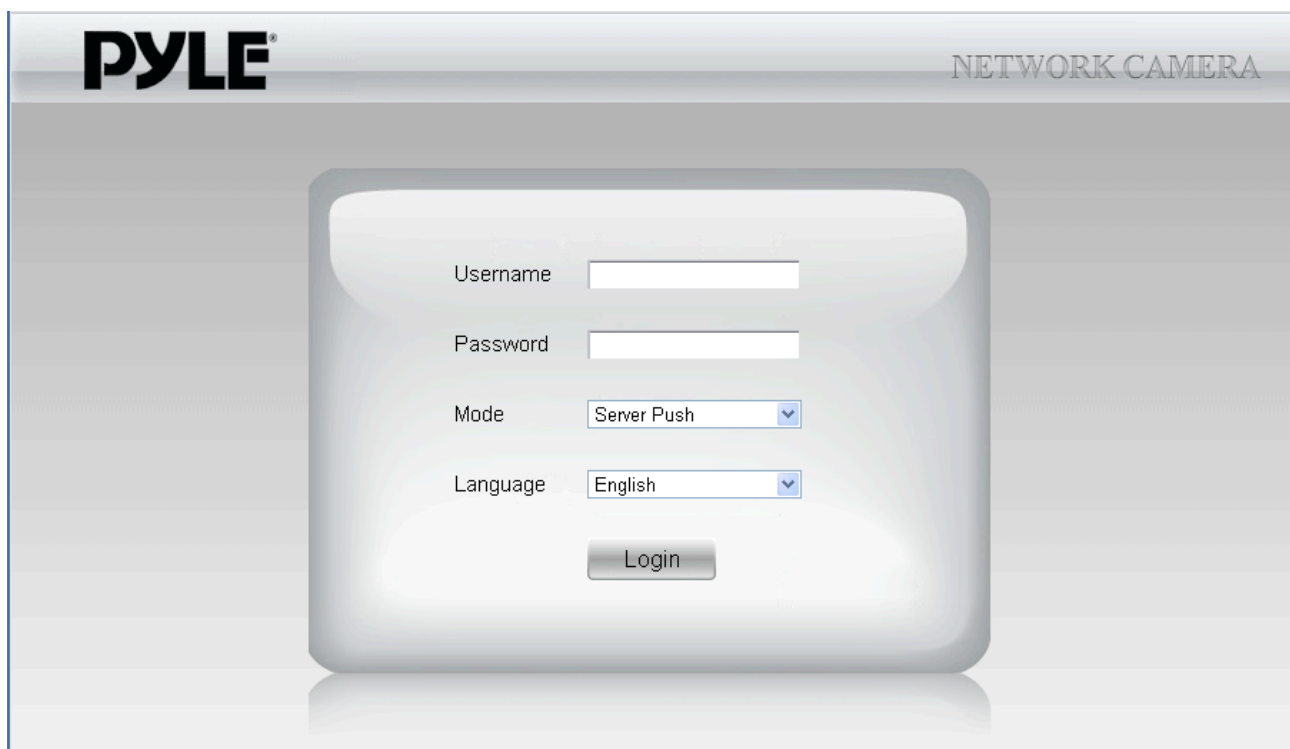 PYLE®
NETWORK CAMERA
Username
Password
Mode Server Push
Language English
Login